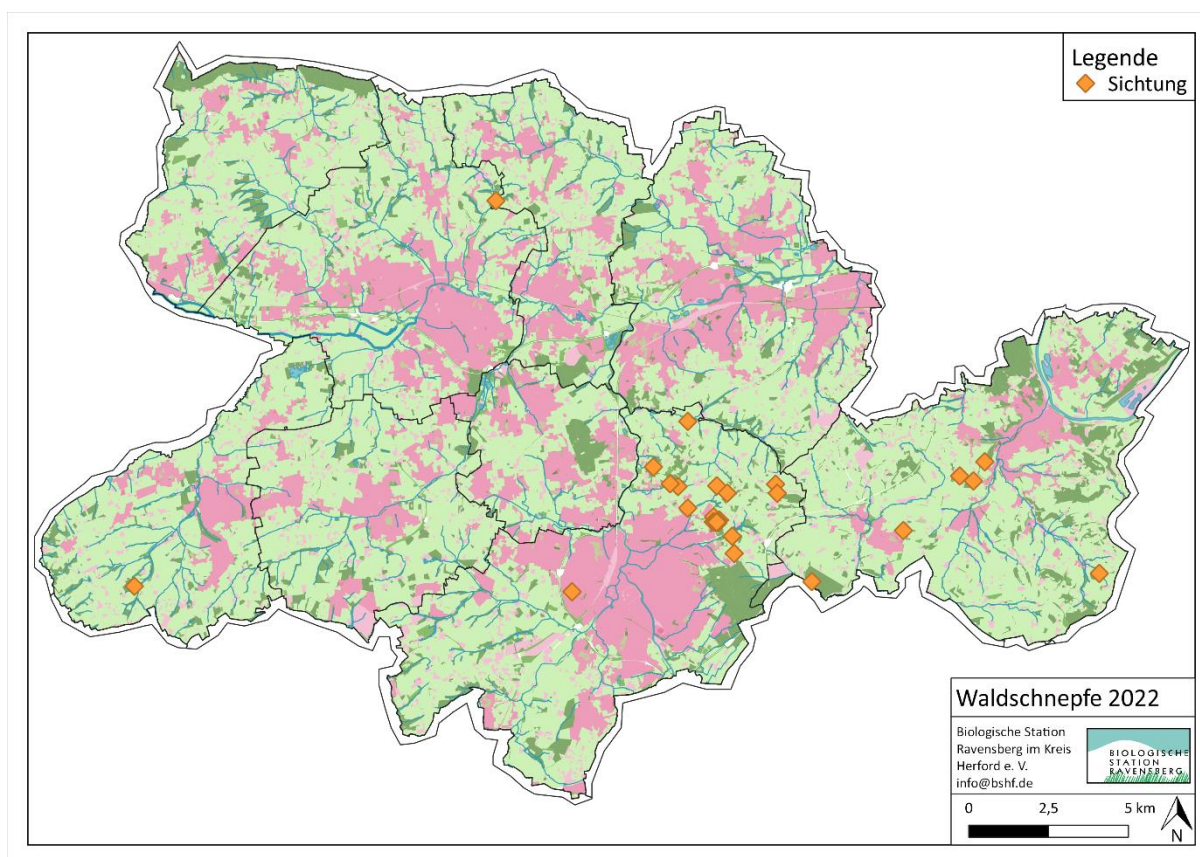 Legende
Sichtung
Waldschnepfe 2022
Biologische Station
Ravensberg im Kreis
Herford e. V.
info@bshf.de
BIOLOGISCHE
STATION
RAVENSBERG
0 2,5 5 km
N